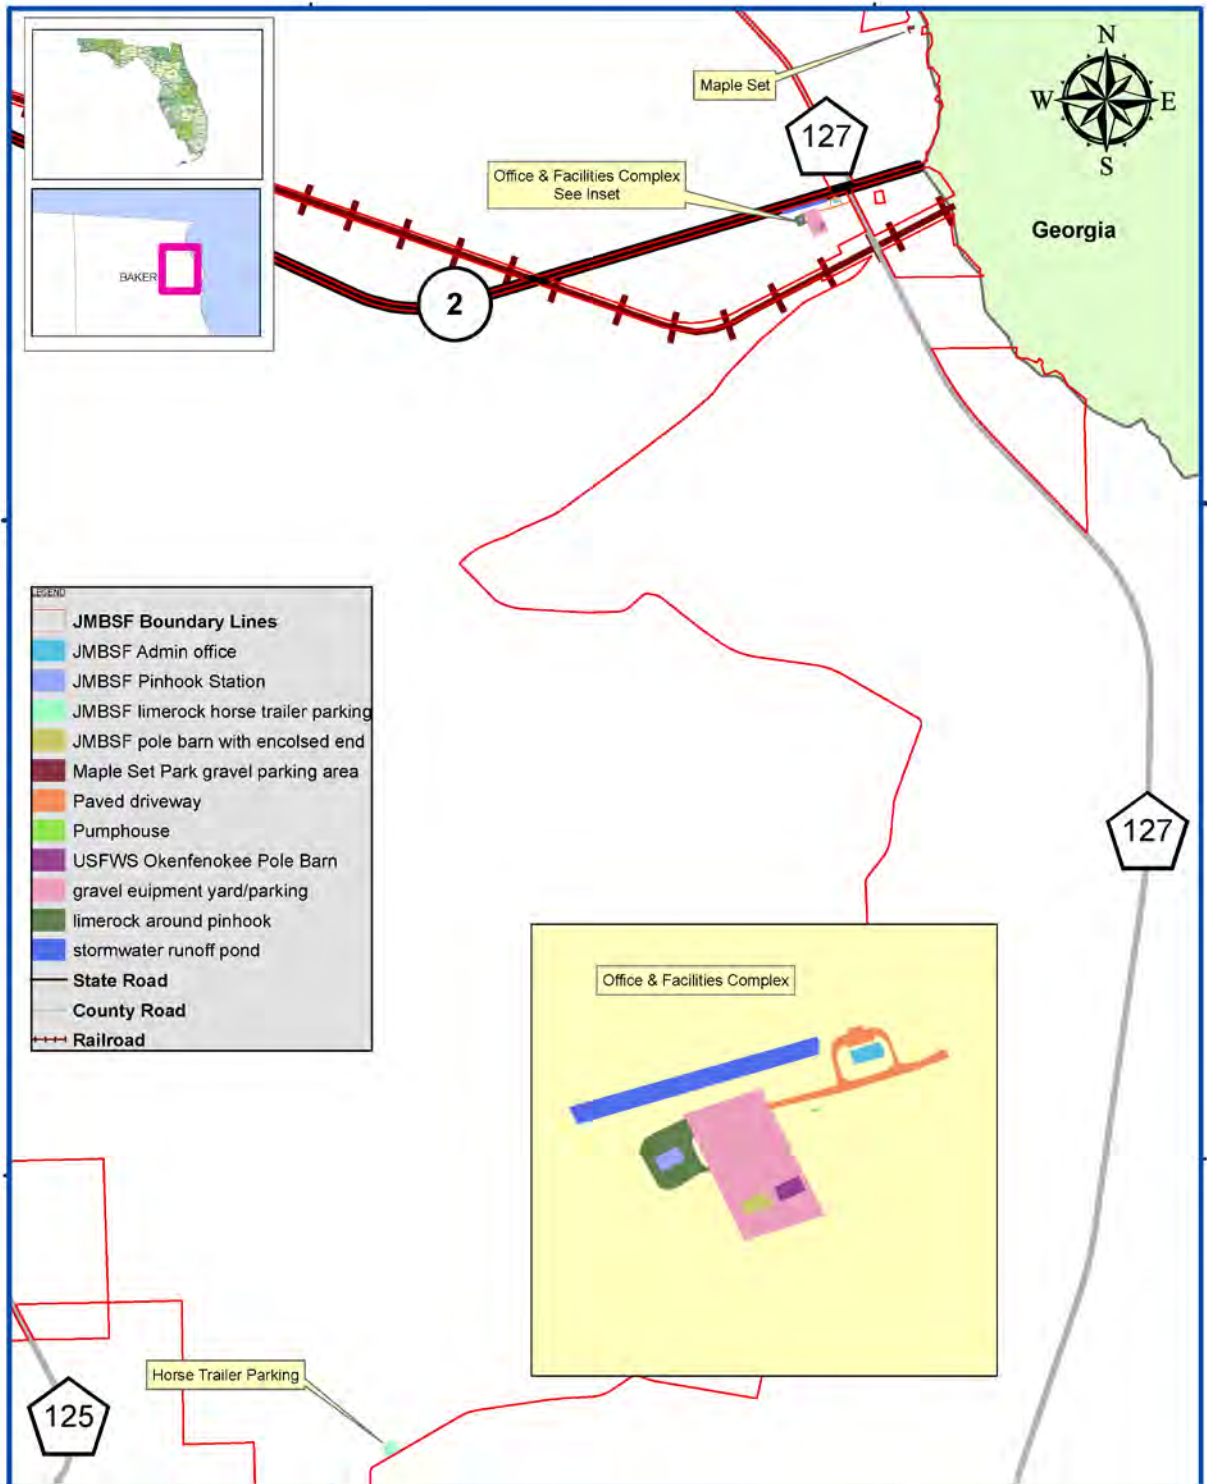 N
W E
S
Maple Set
127
Office & Facilities Complex
See Inset
Georgia
BAKER
2
LEGEND
JMBSF Boundary Lines
JMBSF Admin office
JMBSF Pinhook Station
JMBSF limerock horse trailer parking
JMBSF pole barn with encolsed end
Maple Set Park gravel parking area
Paved driveway
Pumphouse
USFWS Okenfenokee Pole Barn
gravel euipment yard/parking
limerock around pinhook
stormwater runoff pond
State Road
County Road
Railroad
127
Office & Facilities Complex
Horse Trailer Parking
125